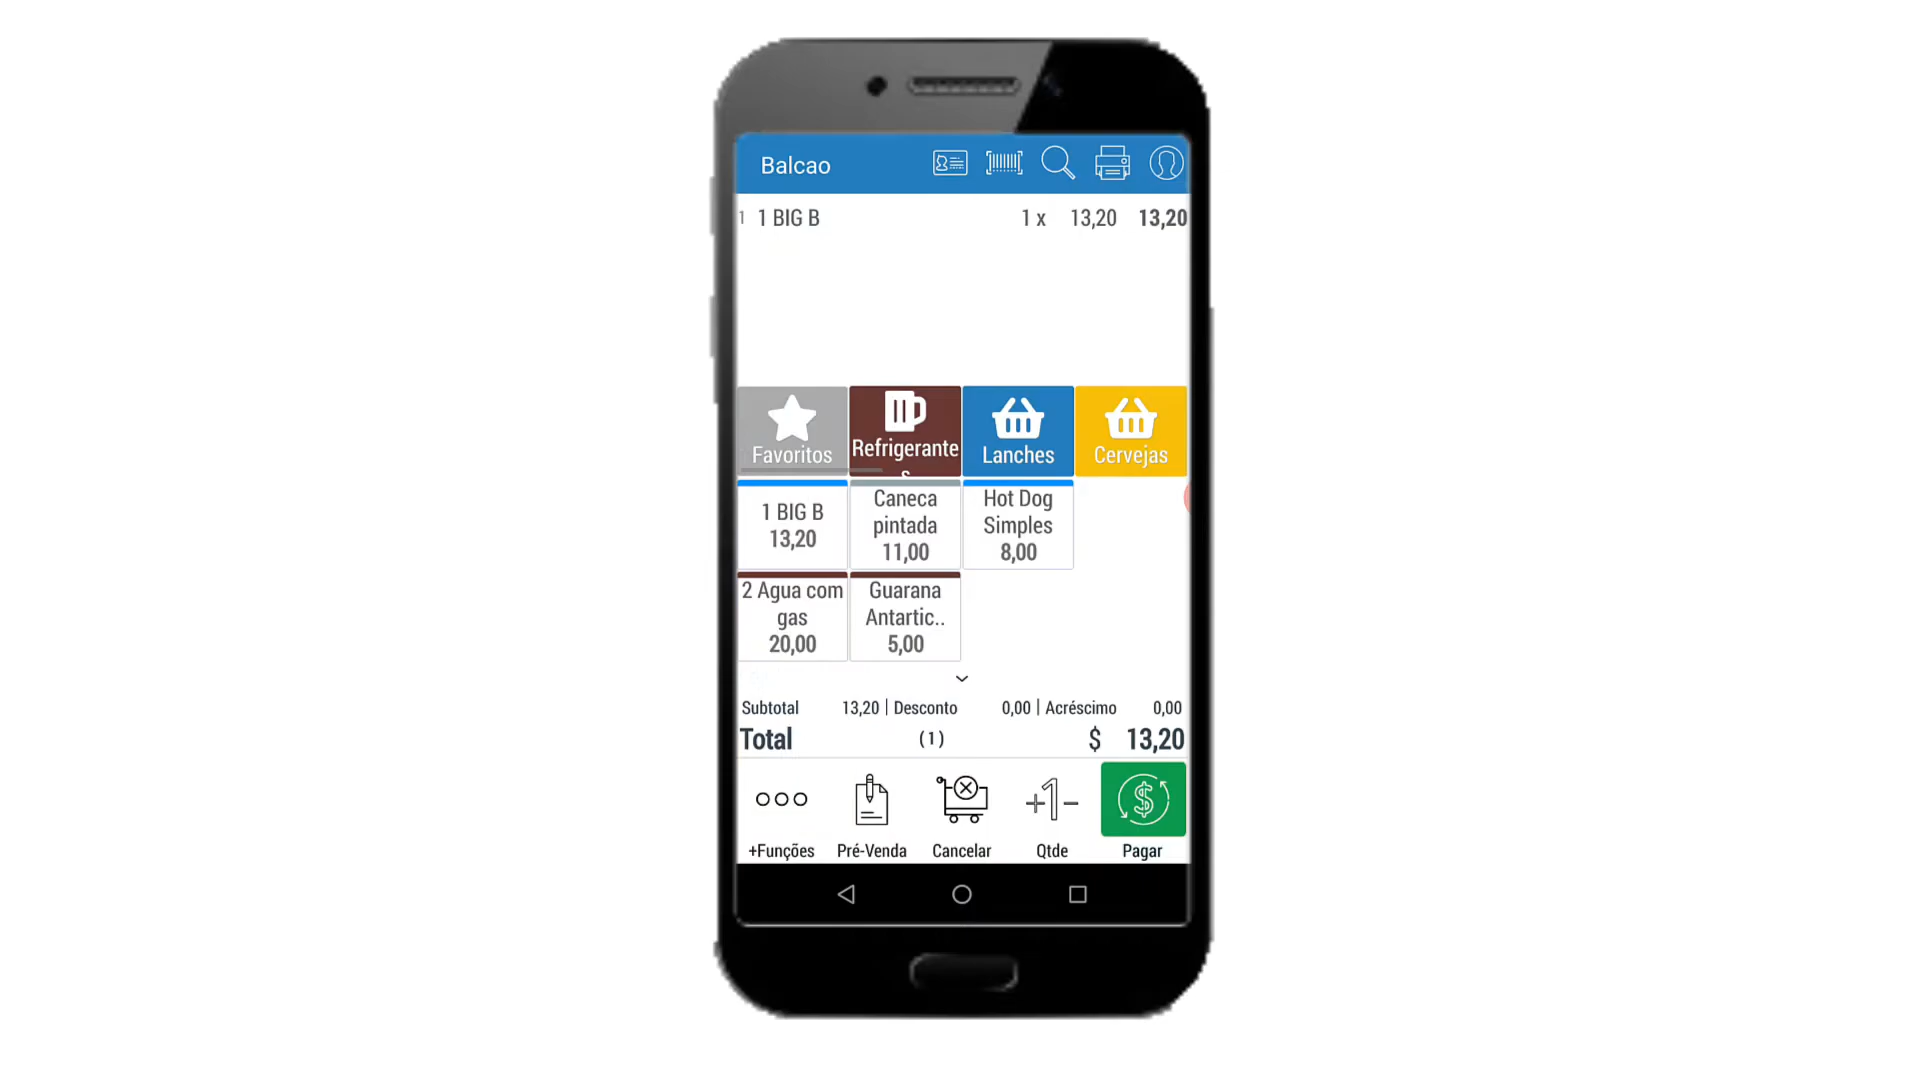 Balcao
1 1 BIG B 1 x 13,20 13,20
Favoritos
Refrigerante
s
Lanches
Cervejas
1 BIG B
13,20
Caneca
pintada
11,00
Hot Dog
Simples
8,00
2 Agua com
gas
20,00
Guarana
Antartic..
5,00
Subtotal 13,20 | Desconto 0,00 | Acréscimo 0,00
Total (1) $ 13,20
+1-
+Funções Pré-Venda Cancelar Qtde Pagar